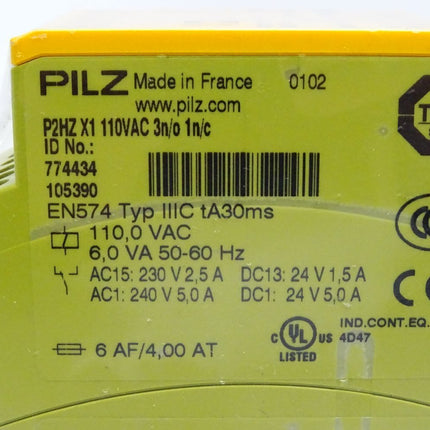 PILZ Made in France 0102
www.pilz.com
P2HZ X1 110VAC 3n/o 1n/c
ID No.:
774434
105390
EN574 Typ IIIC tA30ms
110,0 VAC
6,0 VA 50-60 Hz
AC15: 230 V 2,5 A DC13: 24 V 1,5 A
AC1: 240 V 5,0 A DC1: 24 V 5,0 A
C UL US IND.CONT.EQ.
LISTED 4D47
6 AF/4,00 AT